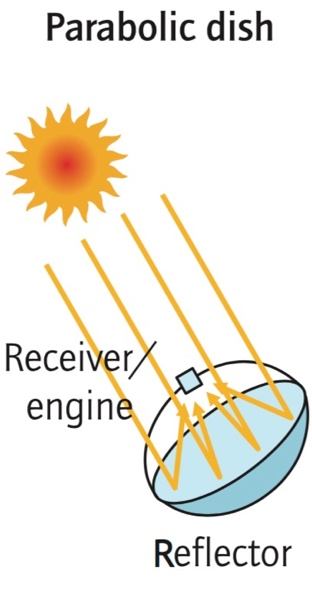 Parabolic dish
Receiver/
engine
Reflector